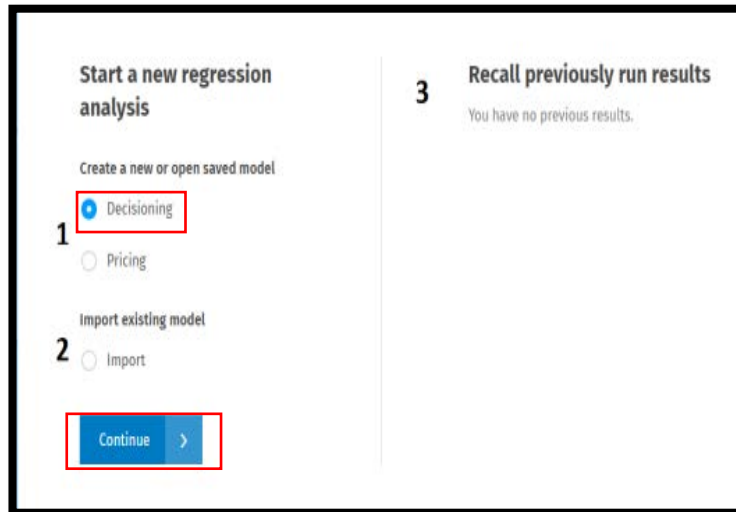 Start a new regression
analysis
Create a new or open saved model
Decisioning
1
Pricing
Import existing model
2
Import
Continue >
3
Recall previously run results
You have no previous results.